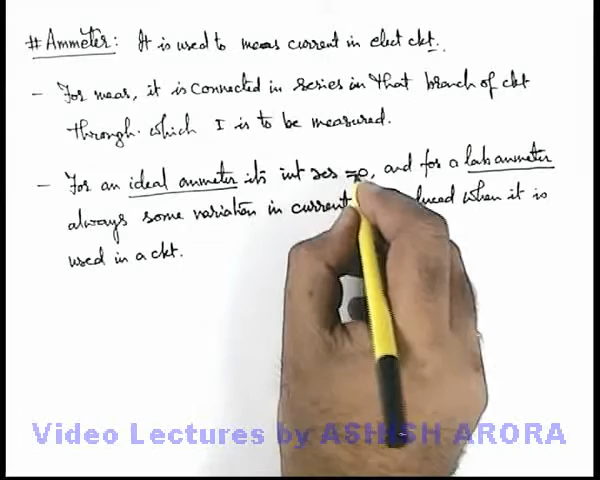 # Ammeter: It is used to meas current in elect ckt.
- For meas, it is connected in series in that branch of ckt
through which I is to be measured.
- For an ideal ammeter its int res =0, and for a lab ammeter
always some variation in current when it is
used in a ckt.
Video Lectures by ASHISH ARORA